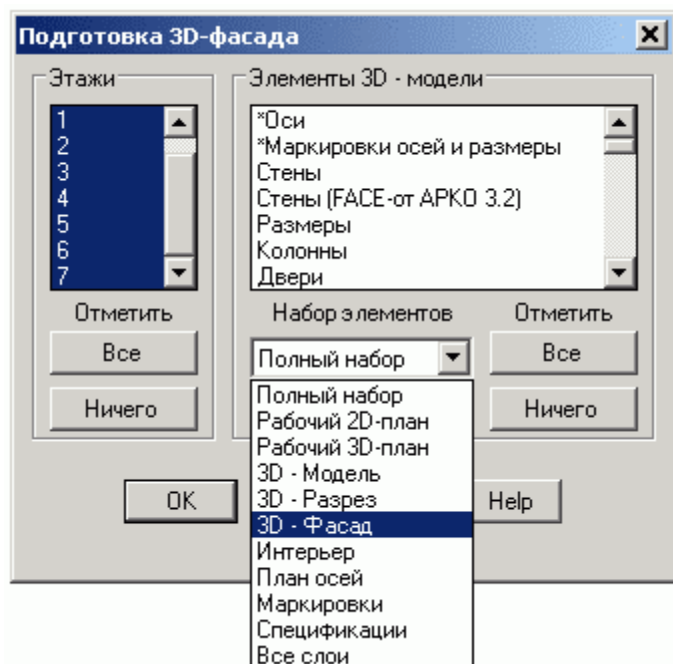 Подготовка 3D-фасада
Этажи
1
2
3
4
5
6
7
Отметить
Все
Ничего
Элементы 3D - модели
*Оси
*Маркировки осей и размеры
Стены
Стены (FACE-от АРКО 3.2)
Размеры
Колонны
Двери
Набор элементов
Отметить
Полный набор
Все
Ничего
Полный набор
Рабочий 2D-план
Рабочий 3D-план
3D - Модель
3D - Разрез
3D - Фасад
Интерьер
План осей
Маркировки
Спецификации
Все слои
OK
Help